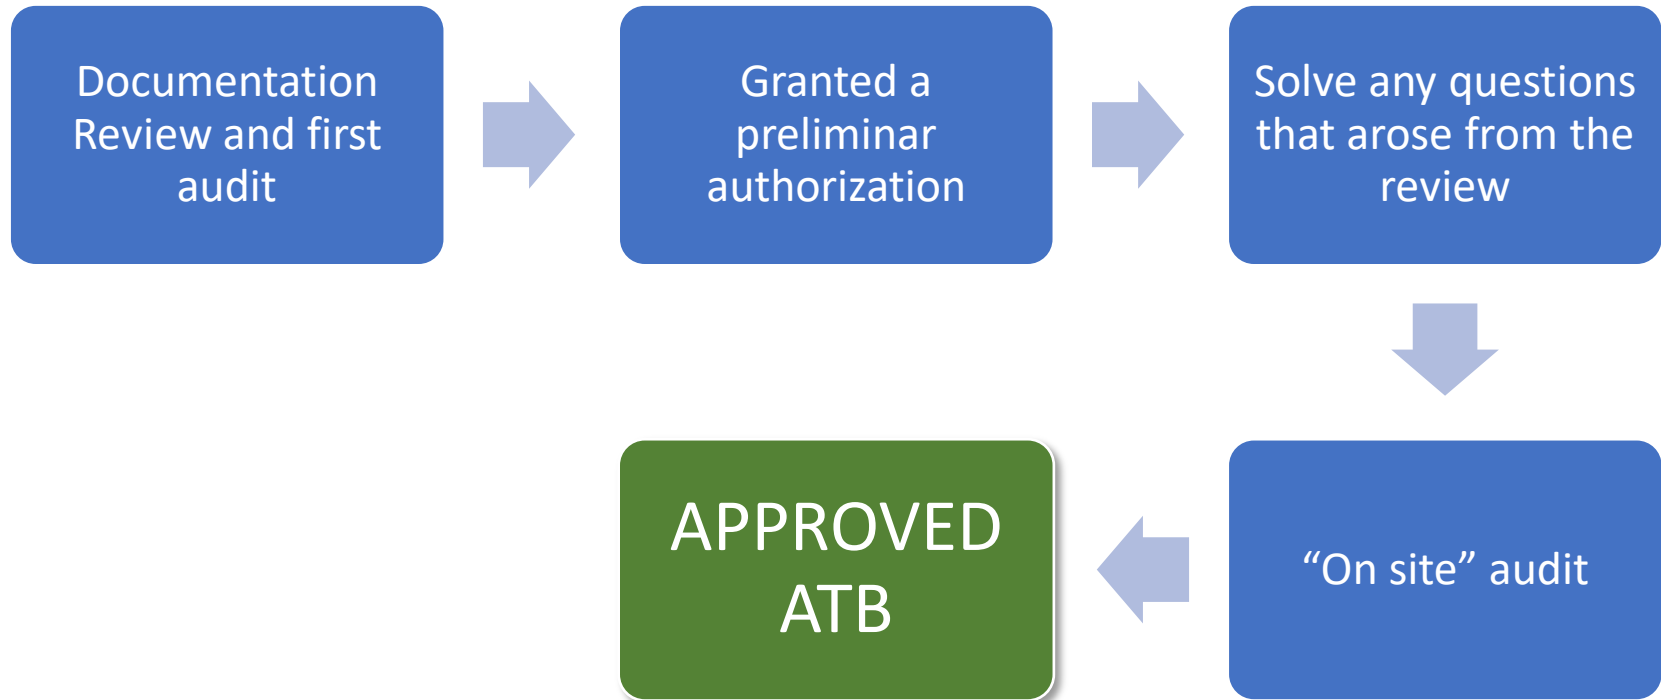 Documentation
Review and first
audit
Granted a
preliminar
authorization
Solve any questions
that arose from the
review
“On site” audit
APPROVED
ATB